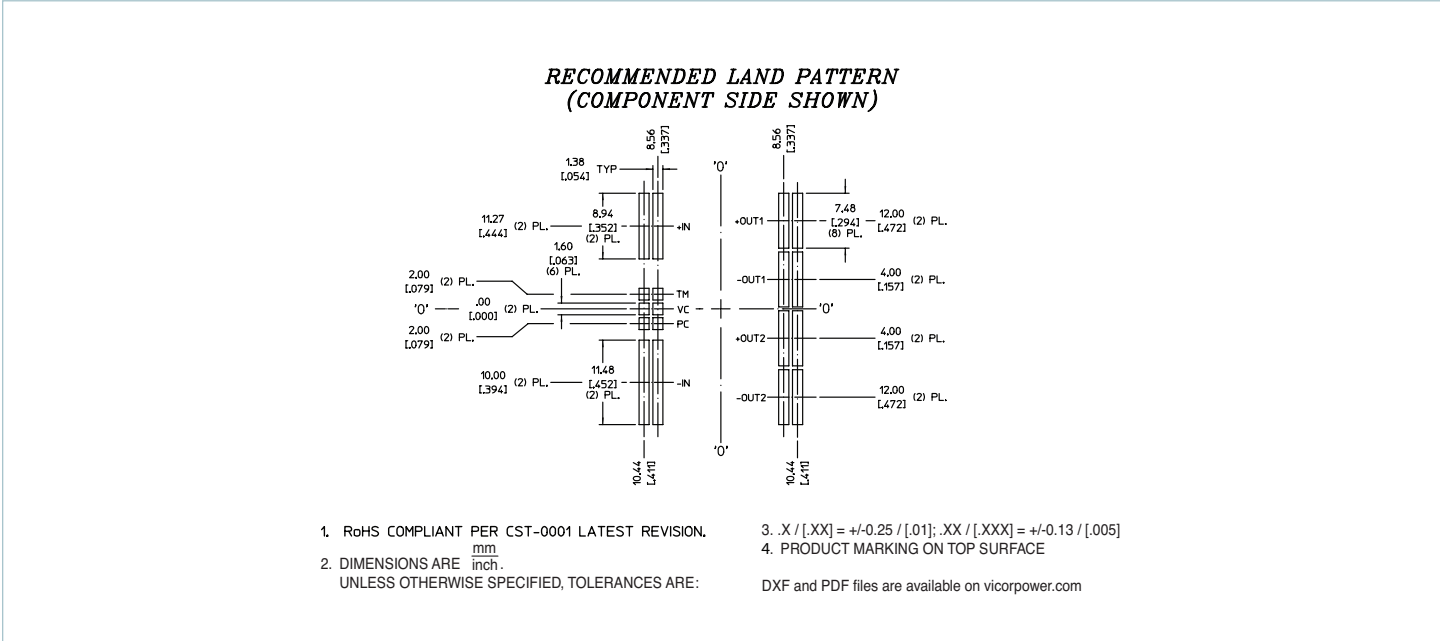 RECOMMENDED LAND PATTERN
(COMPONENT SIDE SHOWN)
8.56
[.337]
8.56
[.337]
1.38
[.054]
TYP
'0'
11.27
[.444]
(2) PL.
8.94
[.352]
(2) PL.
+IN
+OUT1
7.48
[.294]
(8) PL.
12.00
[.472]
(2) PL.
1.60
[.063]
(6) PL.
2.00
[.079]
(2) PL.
TM
-OUT1
4.00
[.157]
(2) PL.
'0'
.00
[.000]
(2) PL.
VC
'0'
2.00
[.079]
(2) PL.
PC
+OUT2
4.00
[.157]
(2) PL.
10.00
[.394]
(2) PL.
11.48
[.452]
(2) PL.
-IN
-OUT2
12.00
[.472]
(2) PL.
'0'
10.44
[.411]
10.44
[.411]
1. RoHS COMPLIANT PER CST-0001 LATEST REVISION.
2. DIMENSIONS ARE mm
inch.
UNLESS OTHERWISE SPECIFIED, TOLERANCES ARE:
3. .X / [.XX] = +/-0.25 / [.01]; .XX / [.XXX] = +/-0.13 / [.005]
4. PRODUCT MARKING ON TOP SURFACE
DXF and PDF files are available on vicorpower.com